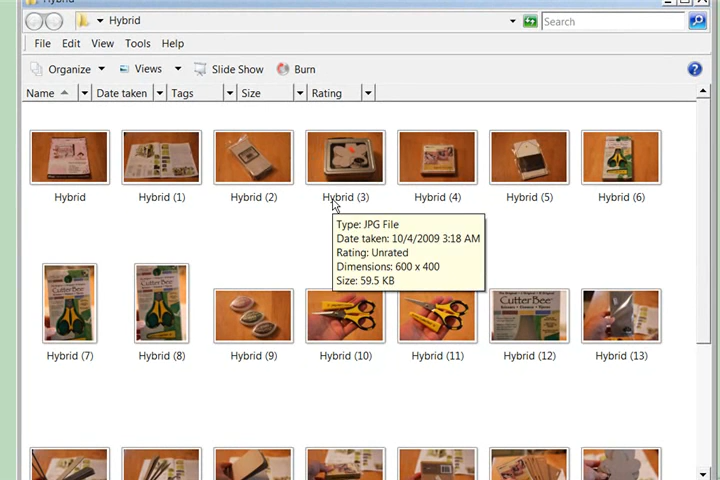 Hybrid
Hybrid
Search
File Edit View Tools Help
Organize Views Slide Show Burn
Name Date taken Tags Size Rating
Hybrid Hybrid (1) Hybrid (2) Hybrid (3) Hybrid (4) Hybrid (5) Hybrid (6)
Type: JPG File
Date taken: 10/4/2009 3:18 AM
Rating: Unrated
Dimensions: 600 x 400
Size: 59.5 KB
CutterBee
Hybrid (7) Hybrid (8) Hybrid (9) Hybrid (10) Hybrid (11) Hybrid (12) Hybrid (13)